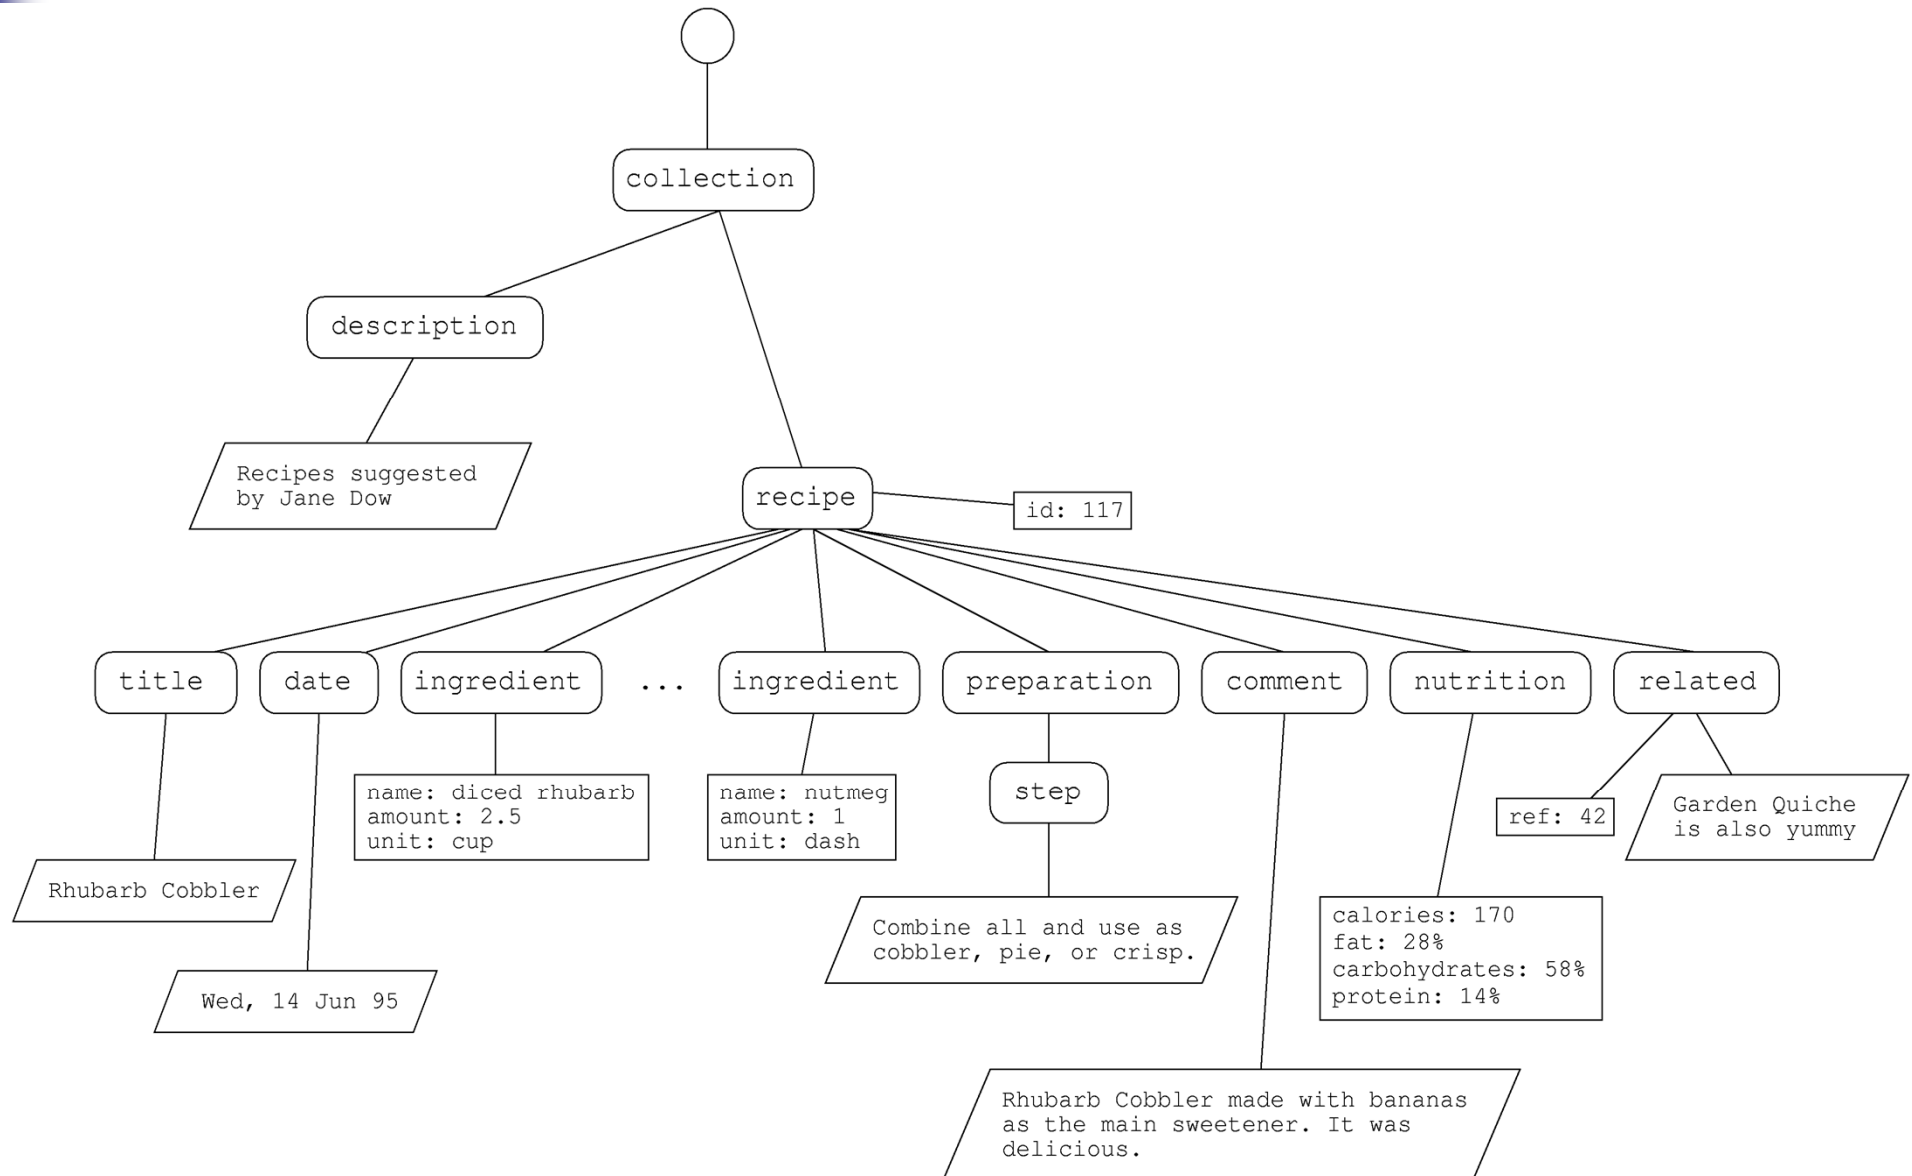 collection
description
Recipes suggested
by Jane Dow
recipe
id: 117
title
date
ingredient
...
ingredient
preparation
comment
nutrition
related
name: diced rhubarb
amount: 2.5
unit: cup
name: nutmeg
amount: 1
unit: dash
step
ref: 42
Garden Quiche
is also yummy
Rhubarb Cobbler
Combine all and use as
cobbler, pie, or crisp.
calories: 170
fat: 28%
carbohydrates: 58%
protein: 14%
Wed, 14 Jun 95
Rhubarb Cobbler made with bananas
as the main sweetener. It was
delicious.